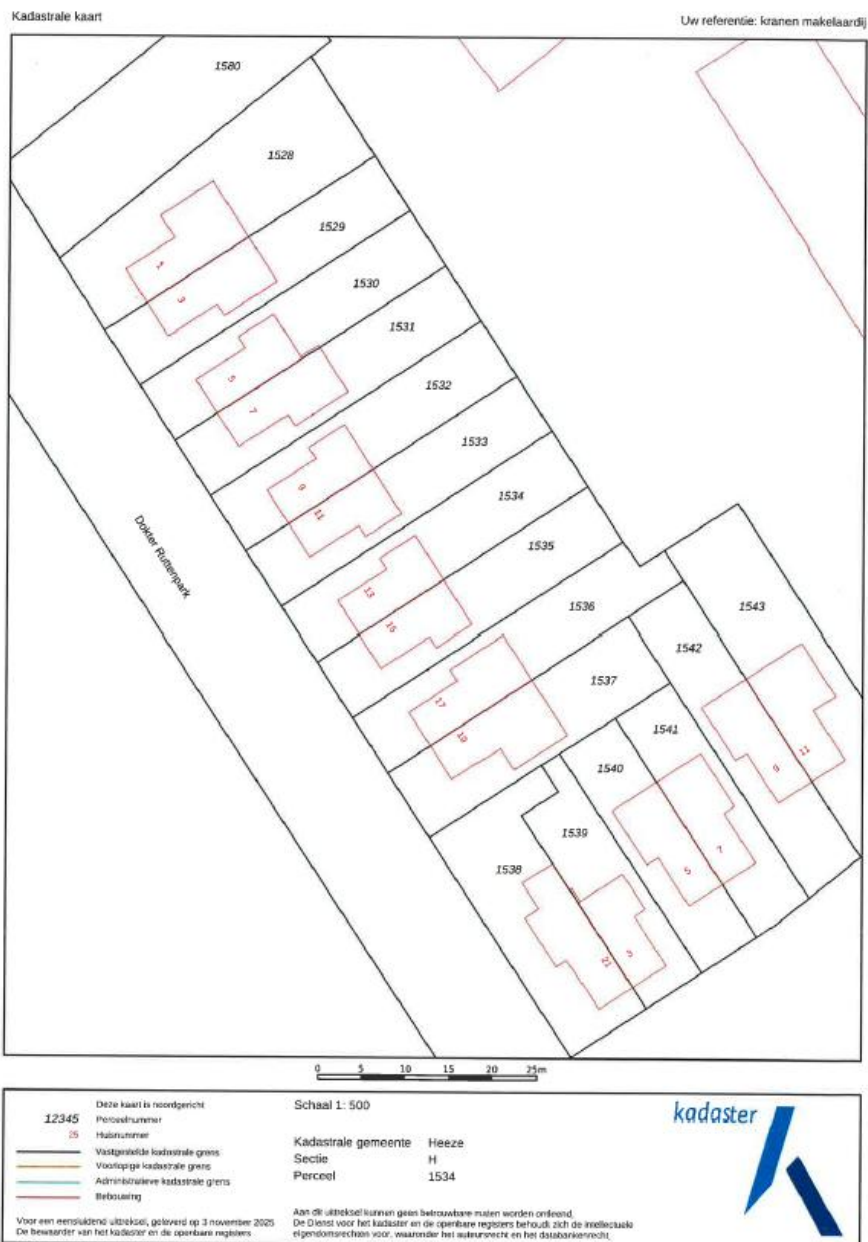 Kadastrale kaart
Uw referentie: kranen makelaardij
1580
1528
1529
1
3
1530
1531
5
7
1532
1533
9
11
1534
1535
13
15
Dokter Ruttenpark
1536
1537
17
19
1543
1542
1541
1540
1539
1538
9
11
5
7
21
3
0 5 10 15 20 25m
12345
25
Deze kaart is noordgericht
Perceelnummer
Huisnummer
Vastgestelde kadastrale grens
Voorlopige kadastrale grens
Administratieve kadastrale grens
Bebouwing
Voor een eensluidend uittreksel, geleverd op 3 november 2025
De bewaarder van het kadaster en de openbare registers
Schaal 1: 500
Kadastrale gemeente Heeze
Sectie H
Perceel 1534
Aan dit uittreksel kunnen geen betrouwbare maten worden ontleend.
De Dienst voor het kadaster en de openbare registers behoudt zich de intellectuele
eigendomsrechten voor, waaronder het auteursrecht en het databankenrecht.
kadaster